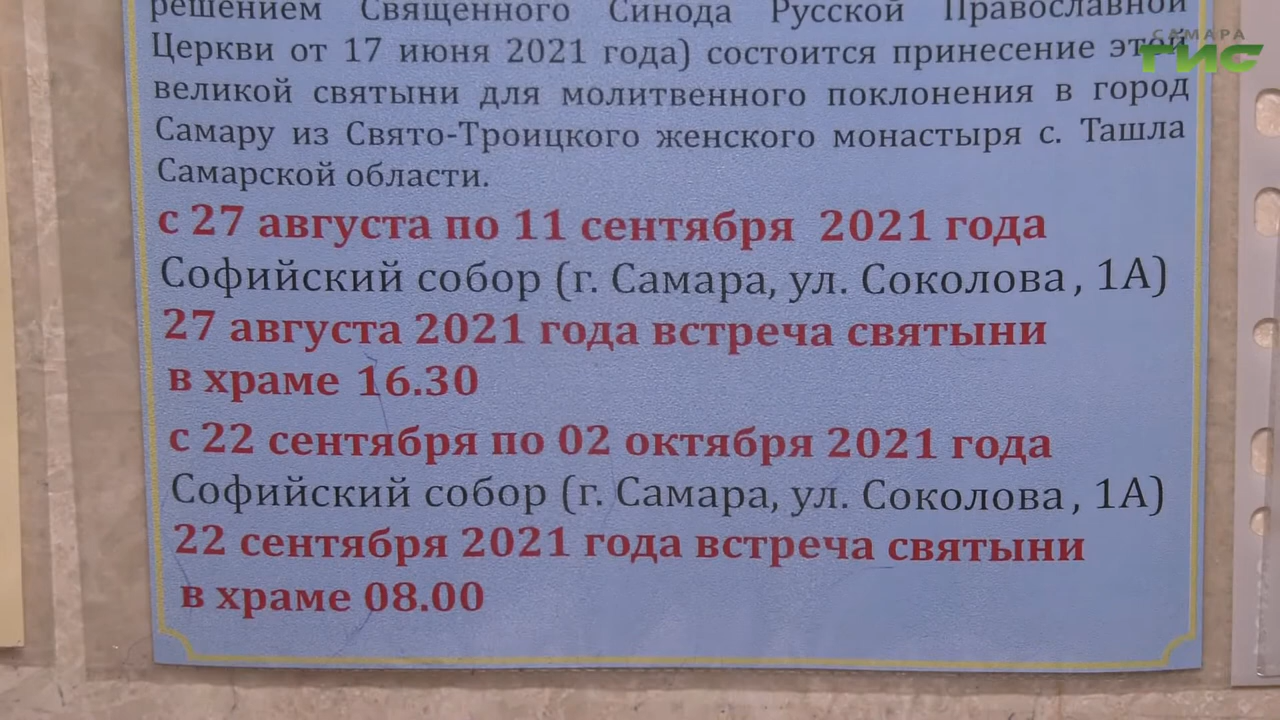 решением Священного Синода Русской Православной
Церкви от 17 июня 2021 года) состоится принесение этой
великой святыни для молитвенного поклонения в город
Самару из Свято-Троицкого женского монастыря с. Ташла
Самарской области.
с 27 августа по 11 сентября 2021 года
Софийский собор (г. Самара, ул. Соколова , 1А)
27 августа 2021 года встреча святыни
в храме 16.30
с 22 сентября по 02 октября 2021 года
Софийский собор (г. Самара, ул. Соколова , 1А)
22 сентября 2021 года встреча святыни
в храме 08.00
САМАРА
ГИС